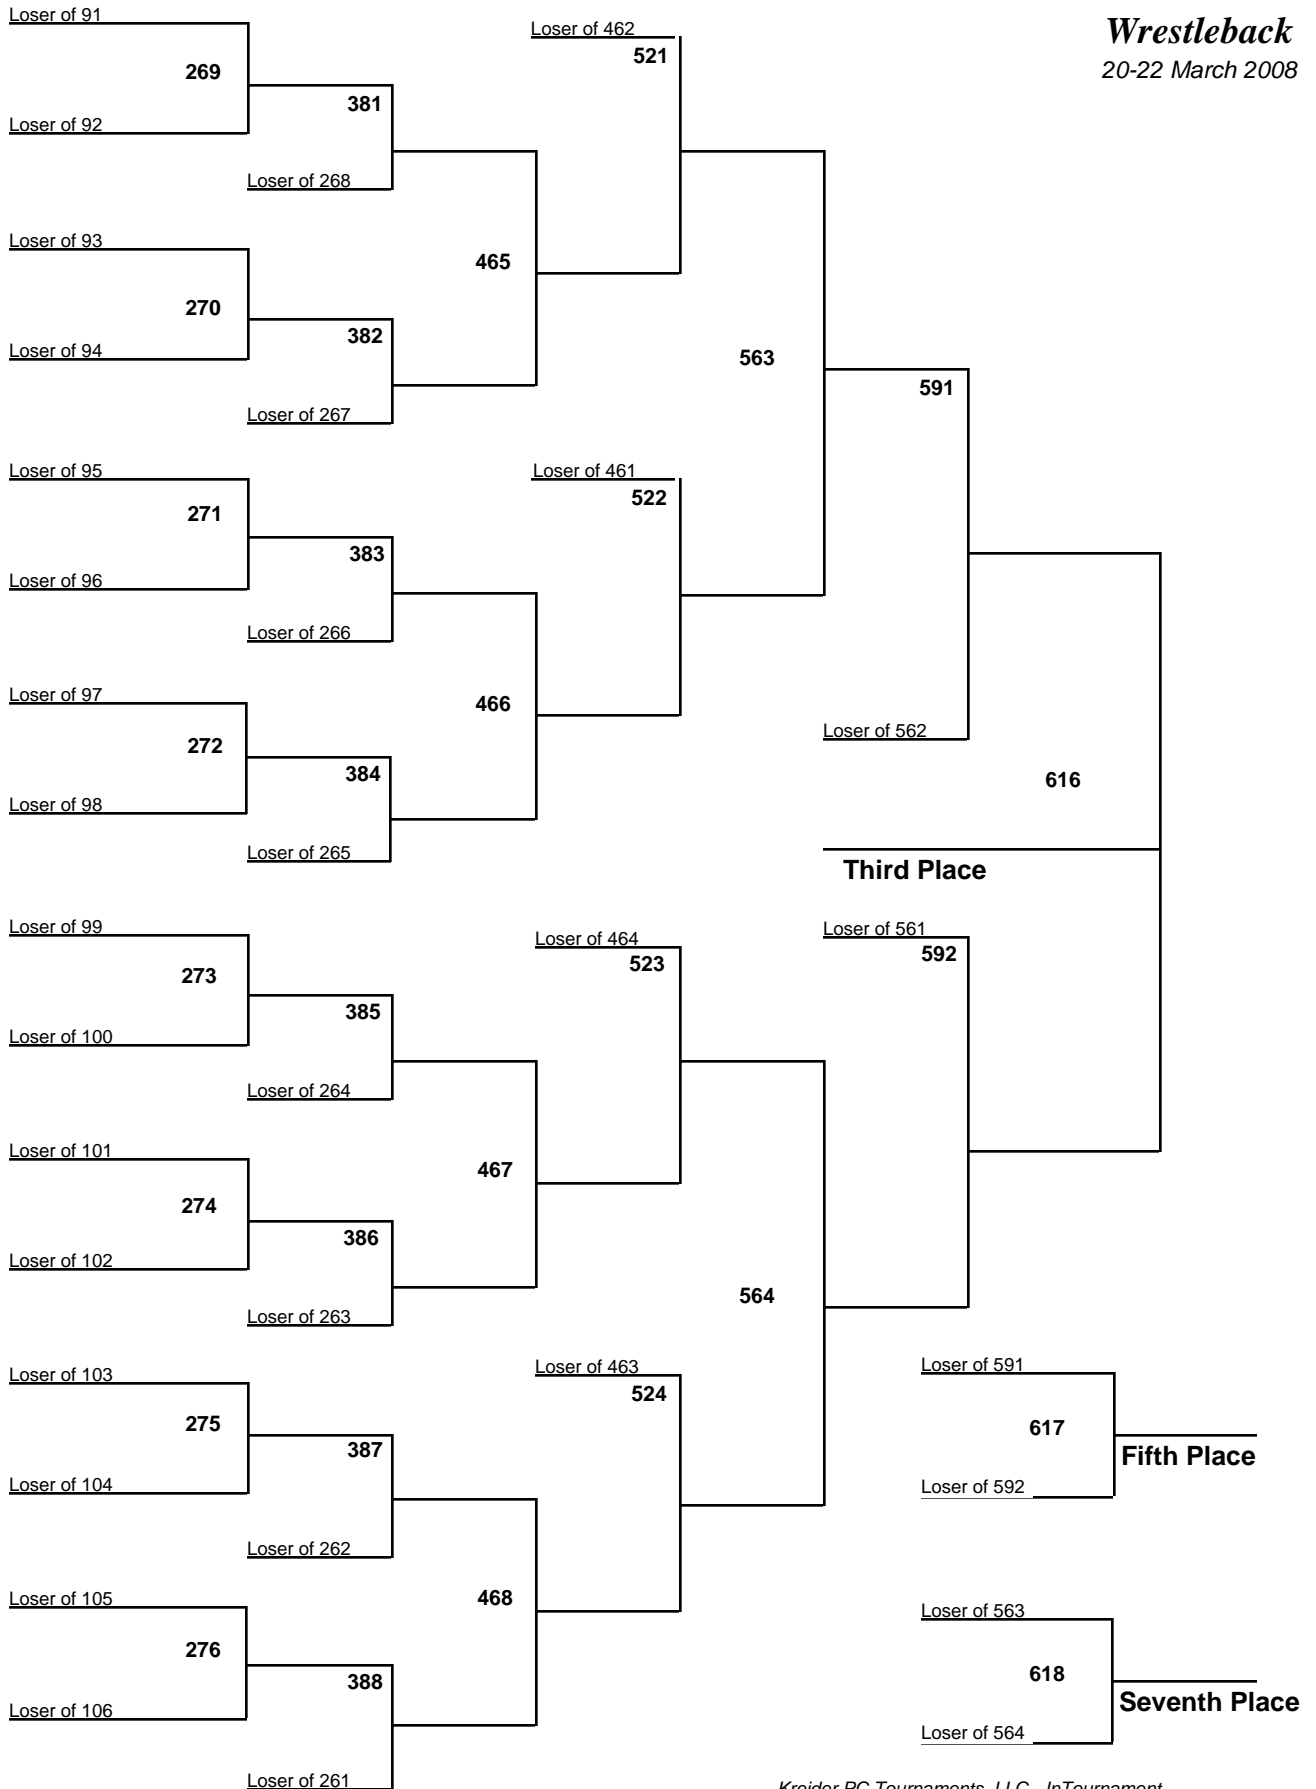 Loser of 91
Loser of 462
Wrestleback
521
20-22 March 2008
269
381
Loser of 92
Loser of 268
Loser of 93
465
270
382
Loser of 94
563
591
Loser of 267
Loser of 95
Loser of 461
522
271
383
Loser of 96
Loser of 266
Loser of 97
466
Loser of 562
272
384
616
Loser of 98
Loser of 265
Third Place
Loser of 99
Loser of 464
Loser of 561
523
592
273
385
Loser of 100
Loser of 264
Loser of 101
467
274
386
Loser of 102
564
Loser of 263
Loser of 103
Loser of 463
Loser of 591
524
275
617
387
Fifth Place
Loser of 104
Loser of 592
Loser of 262
Loser of 105
468
Loser of 563
276
618
388
Seventh Place
Loser of 106
Loser of 564
Loser of 261
Kreider PC Tournaments, LLC - InTournament